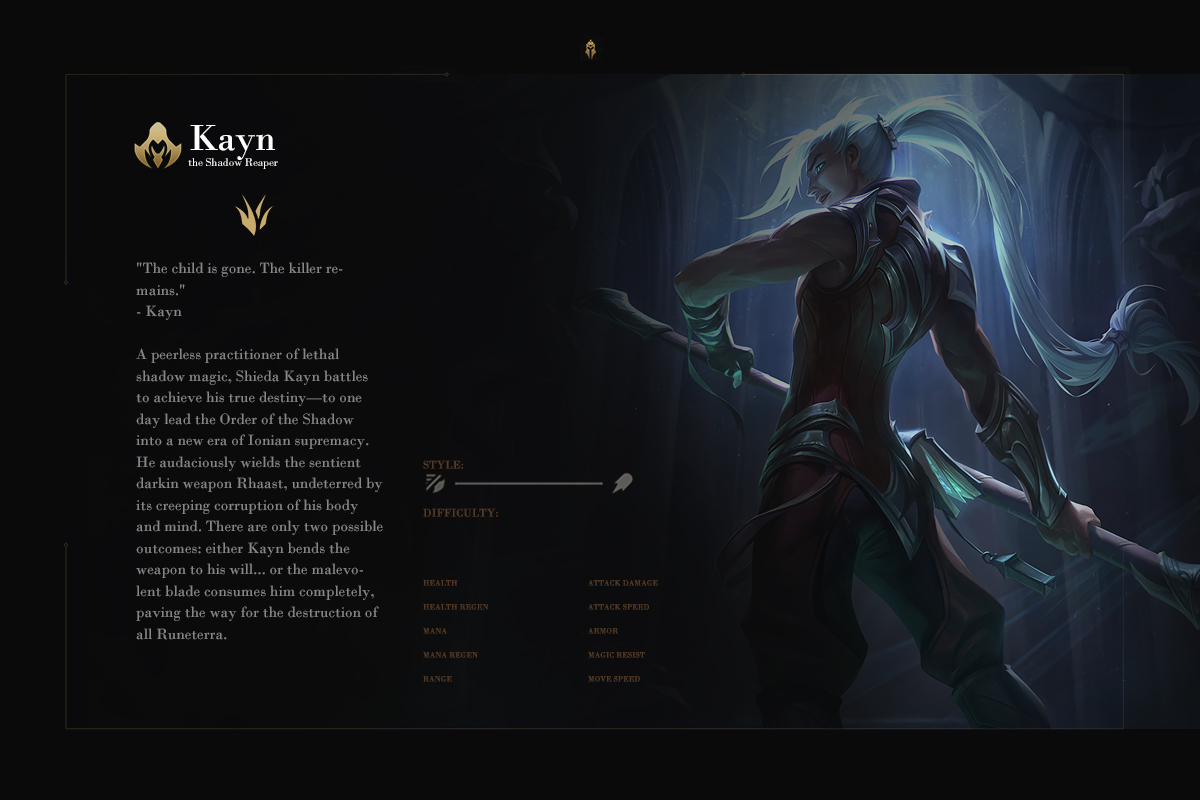 Kayn
the Shadow Reaper
"The child is gone. The killer re-
mains."
- Kayn
A peerless practitioner of lethal
shadow magic, Shieda Kayn battles
to achieve his true destiny—to one
day lead the Order of the Shadow
into a new era of Ionian supremacy.
He audaciously wields the sentient
darkin weapon Rhaast, undeterred by
its creeping corruption of his body
and mind. There are only two possible
outcomes: either Kayn bends the
weapon to his will... or the malevo-
lent blade consumes him completely,
paving the way for the destruction of
all Runeterra.
STYLE:
DIFFICULTY:
HEALTH
HEALTH REGEN
MANA
MANA REGEN
RANGE
ATTACK DAMAGE
ATTACK SPEED
ARMOR
MAGIC RESIST
MOVE SPEED